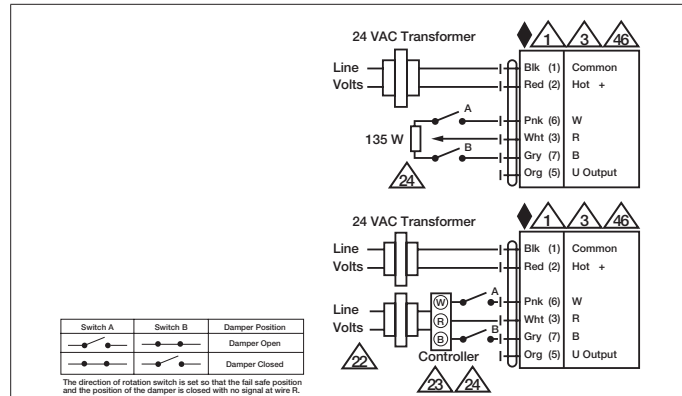 1 3 46
24 VAC Transformer
Line
Volts
Blk (1) Common
Red (2) Hot +
A
Pnk (6) W
135 W
Wht (3) R
B
Gry (7) B
Org (5) U Output
24
1 3 46
24 VAC Transformer
Line
Volts
Blk (1) Common
Red (2) Hot +
A
Pnk (6) W
Line
W
Volts
R
Wht (3) R
B
B
Gry (7) B
Org (5) U Output
22
Controller
23 24
Switch A Switch B Damper Position
Damper Open
Damper Closed
The direction of rotation switch is set so that the fail safe position
and the position of the damper is closed with no signal at wire R.